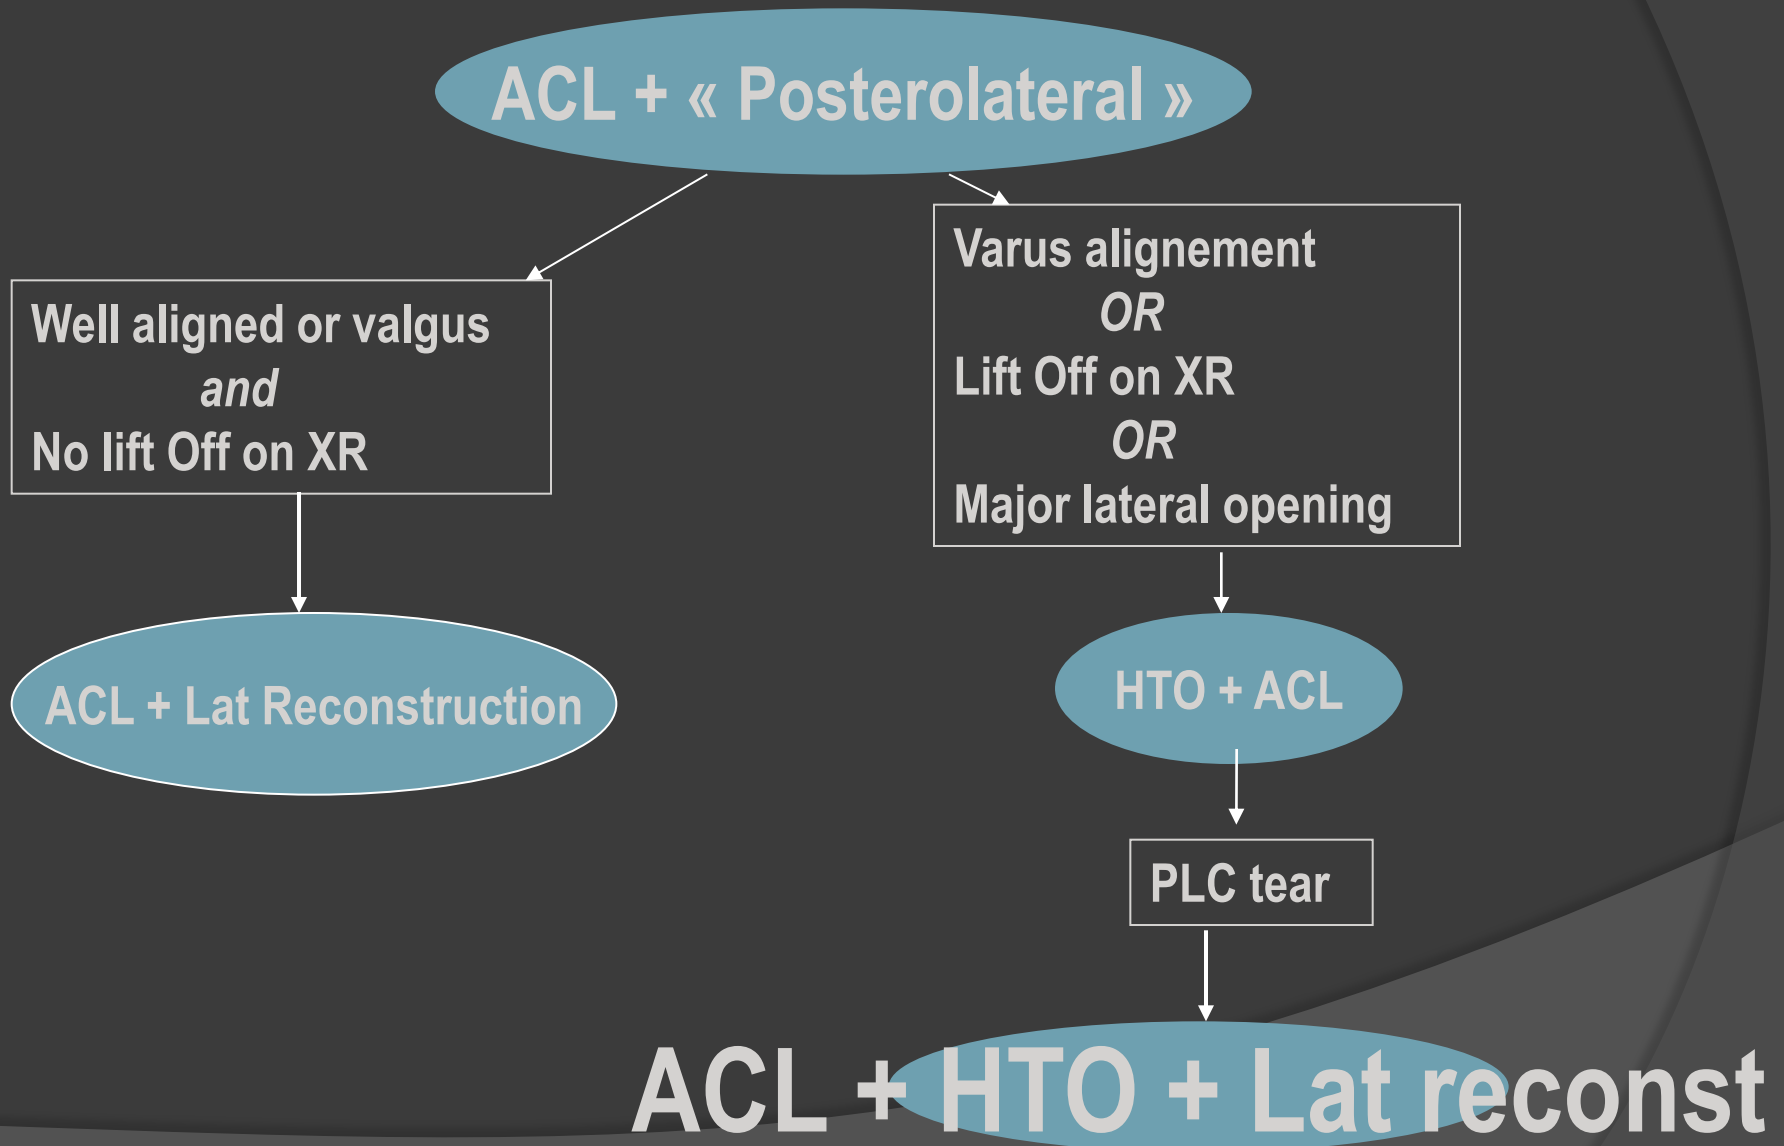 ACL + « Posterolateral »
Well aligned or valgus
and
No lift Off on XR
Varus alignement
OR
Lift Off on XR
OR
Major lateral opening
ACL + Lat Reconstruction
HTO + ACL
PLC tear
ACL + HTO + Lat reconst